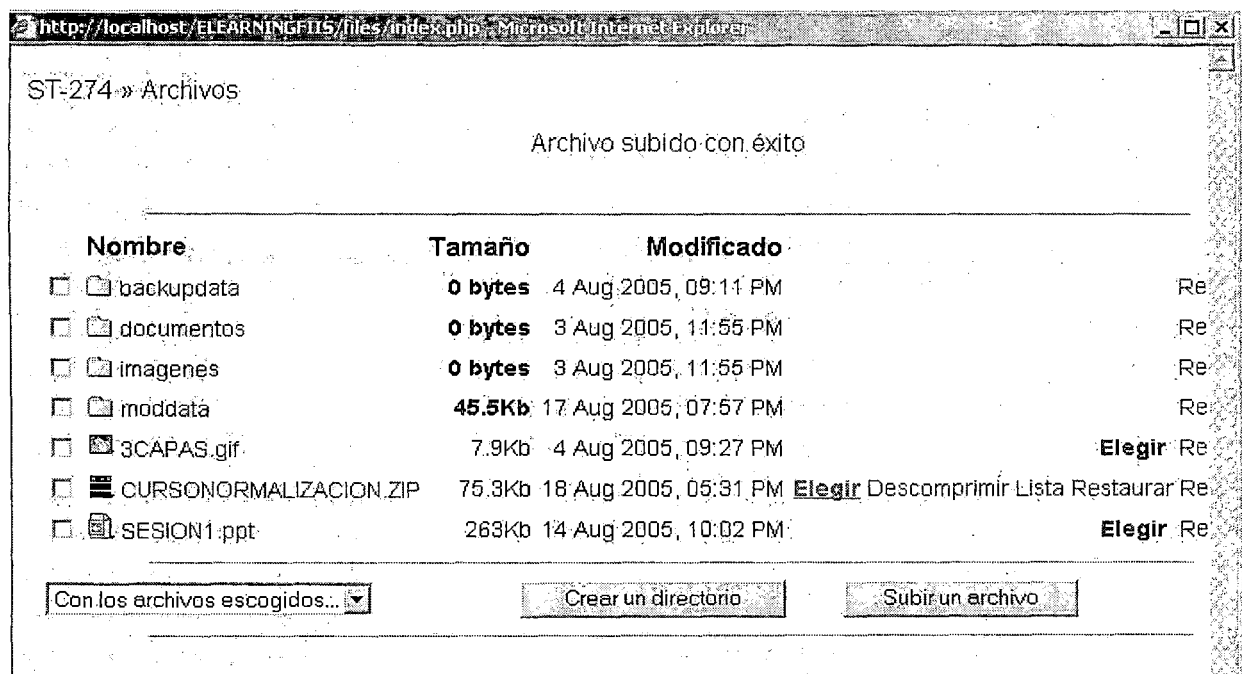 http://localhost/ELEARNINGFIIS/files/index.php - Microsoft Internet Explorer
ST-274 » Archivos
Archivo subido con éxito
Nombre Tamaño Modificado
backupdata 0 bytes 4 Aug 2005, 09:11 PM Re
documentos 0 bytes 3 Aug 2005, 11:55 PM Re
imagenes 0 bytes 3 Aug 2005, 11:55 PM Re
moddata 45.5Kb 17 Aug 2005, 07:57 PM Re
3CAPAS.gif 7.9Kb 4 Aug 2005, 09:27 PM Elegir Re
CURSONORMALIZACION.ZIP 75.3Kb 18 Aug 2005, 05:31 PM Elegir Descomprimir Lista Restaurar Re
SESION1.ppt 263Kb 14 Aug 2005, 10:02 PM Elegir Re
Con los archivos escogidos... Crear un directorio Subir un archivo